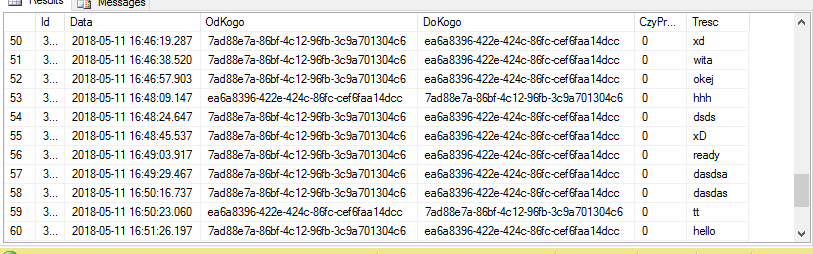 Results Messages
Id Data OdKogo DoKogo CzyPr... Tresc
50 3... 2018-05-11 16:46:19.287 7ad88e7a-86bf-4c12-96fb-3c9a701304c6 ea6a8396-422e-424c-86fc-cef6faa14dcc 0 xd
51 3... 2018-05-11 16:46:38.520 7ad88e7a-86bf-4c12-96fb-3c9a701304c6 ea6a8396-422e-424c-86fc-cef6faa14dcc 0 wita
52 3... 2018-05-11 16:46:57.903 7ad88e7a-86bf-4c12-96fb-3c9a701304c6 ea6a8396-422e-424c-86fc-cef6faa14dcc 0 okej
53 3... 2018-05-11 16:48:09.147 ea6a8396-422e-424c-86fc-cef6faa14dcc 7ad88e7a-86bf-4c12-96fb-3c9a701304c6 0 hhh
54 3... 2018-05-11 16:48:24.647 7ad88e7a-86bf-4c12-96fb-3c9a701304c6 ea6a8396-422e-424c-86fc-cef6faa14dcc 0 dsds
55 3... 2018-05-11 16:48:45.537 7ad88e7a-86bf-4c12-96fb-3c9a701304c6 ea6a8396-422e-424c-86fc-cef6faa14dcc 0 xD
56 3... 2018-05-11 16:49:03.917 7ad88e7a-86bf-4c12-96fb-3c9a701304c6 ea6a8396-422e-424c-86fc-cef6faa14dcc 0 ready
57 3... 2018-05-11 16:49:29.467 7ad88e7a-86bf-4c12-96fb-3c9a701304c6 ea6a8396-422e-424c-86fc-cef6faa14dcc 0 dasdsa
58 3... 2018-05-11 16:50:16.737 7ad88e7a-86bf-4c12-96fb-3c9a701304c6 ea6a8396-422e-424c-86fc-cef6faa14dcc 0 dasdas
59 3... 2018-05-11 16:50:23.060 ea6a8396-422e-424c-86fc-cef6faa14dcc 7ad88e7a-86bf-4c12-96fb-3c9a701304c6 0 tt
60 3... 2018-05-11 16:51:26.197 7ad88e7a-86bf-4c12-96fb-3c9a701304c6 ea6a8396-422e-424c-86fc-cef6faa14dcc 0 hello